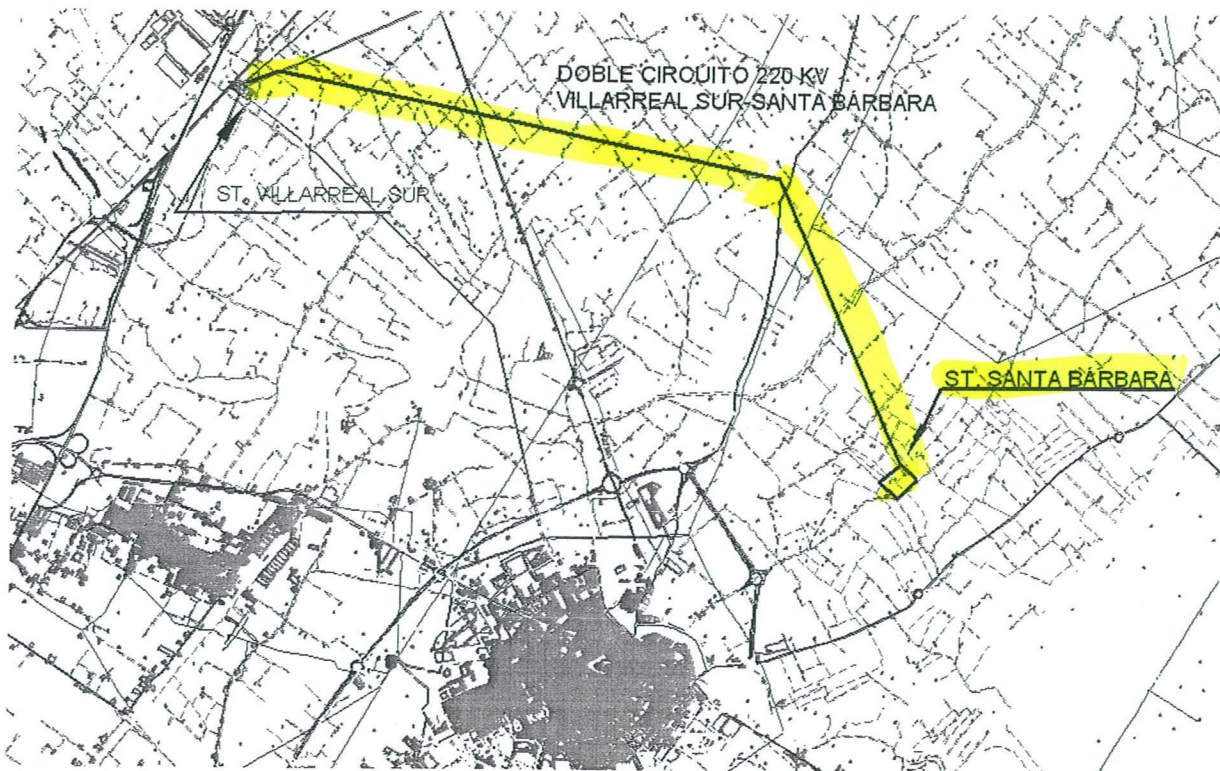 DOBLE CIRCUITO 220 KV
VILLARREAL SUR-SANTA BÁRBARA
ST. VILLARREAL SUR
ST. SANTA BÁRBARA